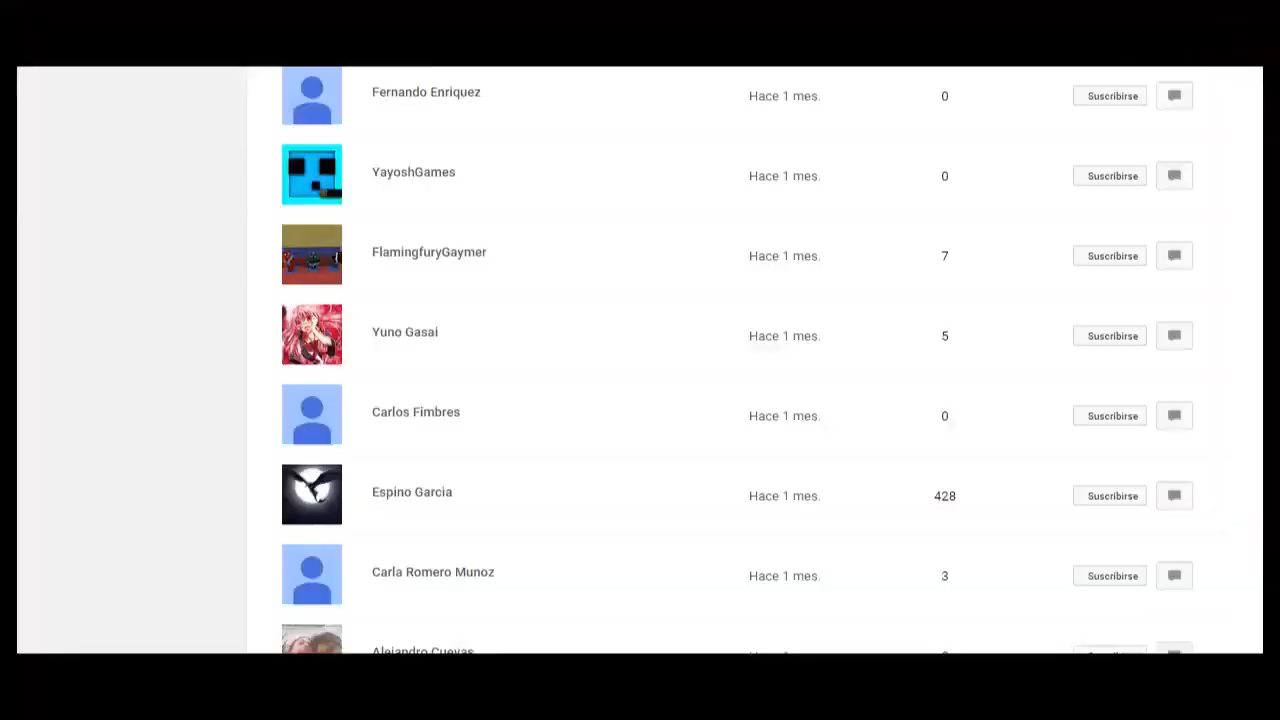 Fernando Enriquez Hace 1 mes. 0 Suscribirse
YayoshGames Hace 1 mes. 0 Suscribirse
FlamingfuryGaymer Hace 1 mes. 7 Suscribirse
Yuno Gasai Hace 1 mes. 5 Suscribirse
Carlos Fimbres Hace 1 mes. 0 Suscribirse
Espino Garcia Hace 1 mes. 428 Suscribirse
Carla Romero Munoz Hace 1 mes. 3 Suscribirse
Alejandro Cuevas